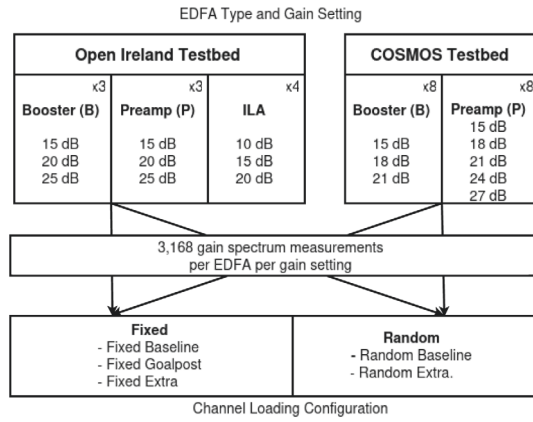 EDFA Type and Gain Setting
Open Ireland Testbed
x3
Booster (B)
15 dB
20 dB
25 dB
x3
Preamp (P)
15 dB
20 dB
25 dB
x4
ILA
10 dB
15 dB
20 dB
COSMOS Testbed
x8
Booster (B)
15 dB
18 dB
21 dB
x8
Preamp (P)
15 dB
18 dB
21 dB
24 dB
27 dB
3,168 gain spectrum measurements
per EDFA per gain setting
Fixed
- Fixed Baseline
- Fixed Goalpost
- Fixed Extra
Random
- Random Baseline
- Random Extra.
Channel Loading Configuration